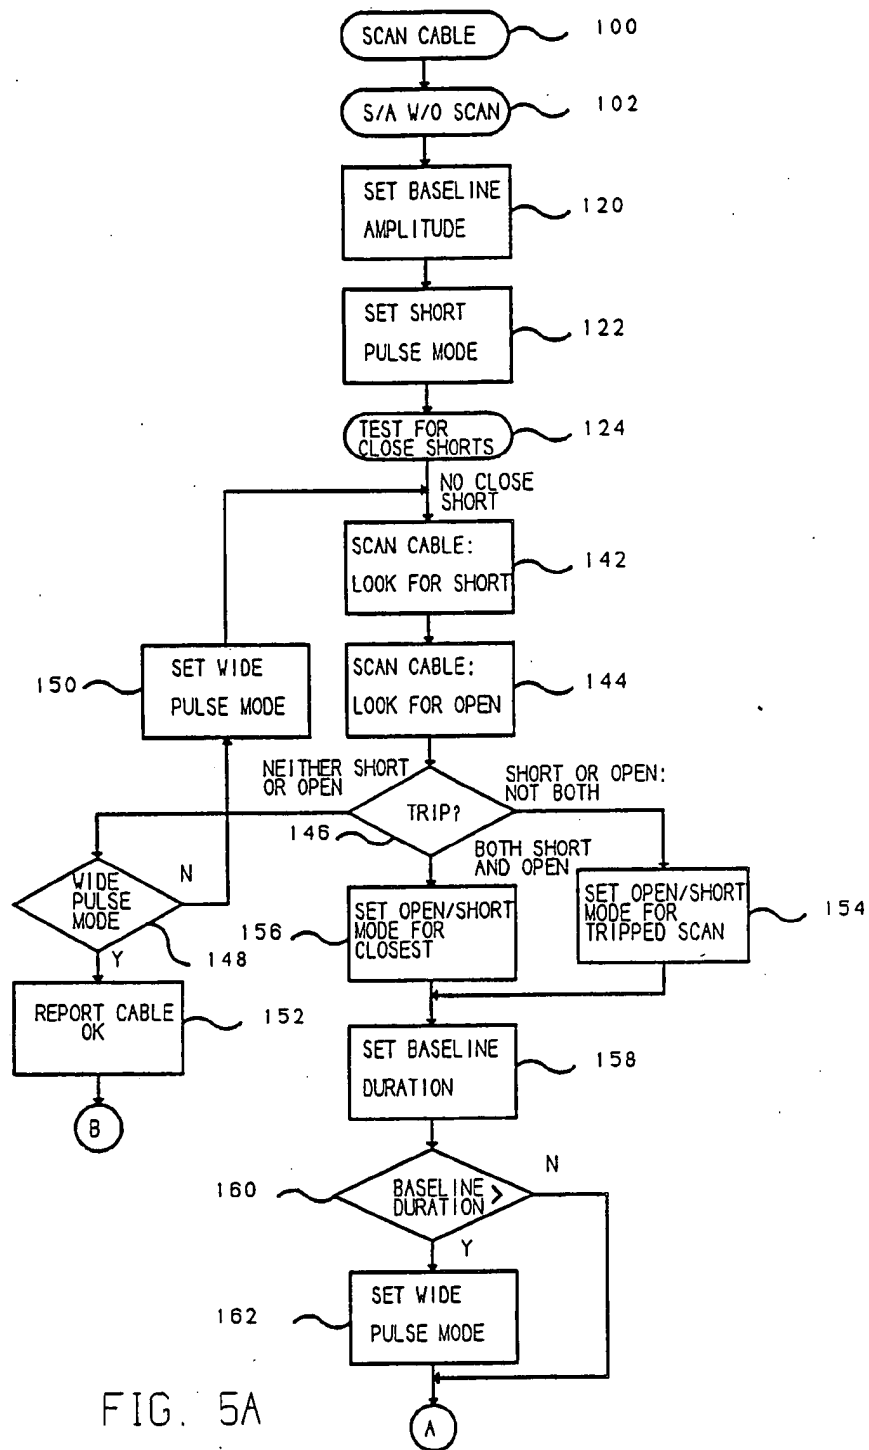 SCAN CABLE
100
S/A W/O SCAN
102
SET BASELINE
AMPLITUDE
120
SET SHORT
PULSE MODE
122
TEST FOR
CLOSE SHORTS
124
NO CLOSE
SHORT
SCAN CABLE:
LOOK FOR SHORT
142
150
SET WIDE
PULSE MODE
SCAN CABLE:
LOOK FOR OPEN
144
NEITHER SHORT
OR OPEN
TRIP?
146
SHORT OR OPEN:
NOT BOTH
BOTH SHORT
AND OPEN
WIDE
PULSE
MODE
N
148
Y
156
SET OPEN/SHORT
MODE FOR
CLOSEST
SET OPEN/SHORT
MODE FOR
TRIPPED SCAN
154
REPORT CABLE
OK
152
B
SET BASELINE
DURATION
158
160
BASELINE >
DURATION
N
Y
162
SET WIDE
PULSE MODE
A
FIG. 5A